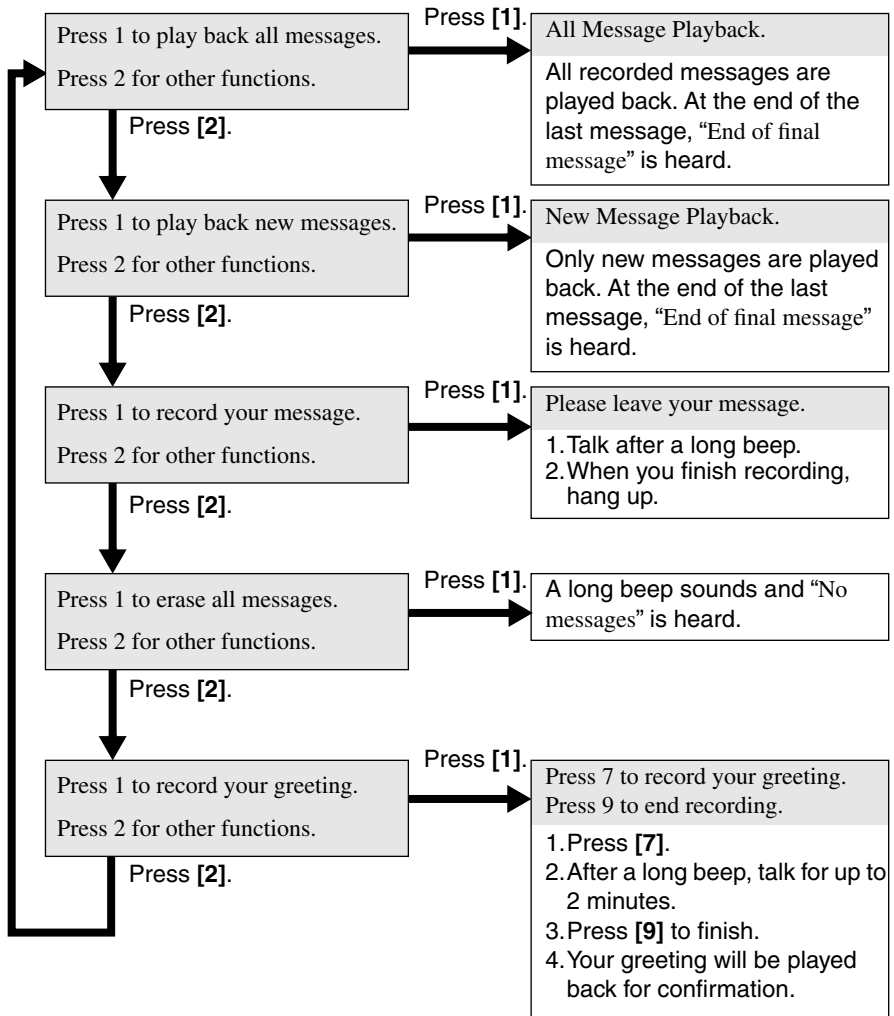 Press 1 to play back all messages.
Press 2 for other functions.
Press [1].
All Message Playback.
All recorded messages are
played back. At the end of the
last message, “End of final
message” is heard.
Press [2].
Press 1 to play back new messages.
Press 2 for other functions.
Press [1].
New Message Playback.
Only new messages are played
back. At the end of the last
message, “End of final message”
is heard.
Press [2].
Press 1 to record your message.
Press 2 for other functions.
Press [1].
Please leave your message.
1.Talk after a long beep.
2.When you finish recording,
hang up.
Press [2].
Press 1 to erase all messages.
Press 2 for other functions.
Press [1].
A long beep sounds and “No
messages” is heard.
Press [2].
Press 1 to record your greeting.
Press 2 for other functions.
Press [1].
Press 7 to record your greeting.
Press 9 to end recording.
1.Press [7].
2.After a long beep, talk for up to
2 minutes.
3.Press [9] to finish.
4.Your greeting will be played
back for confirmation.
Press [2].